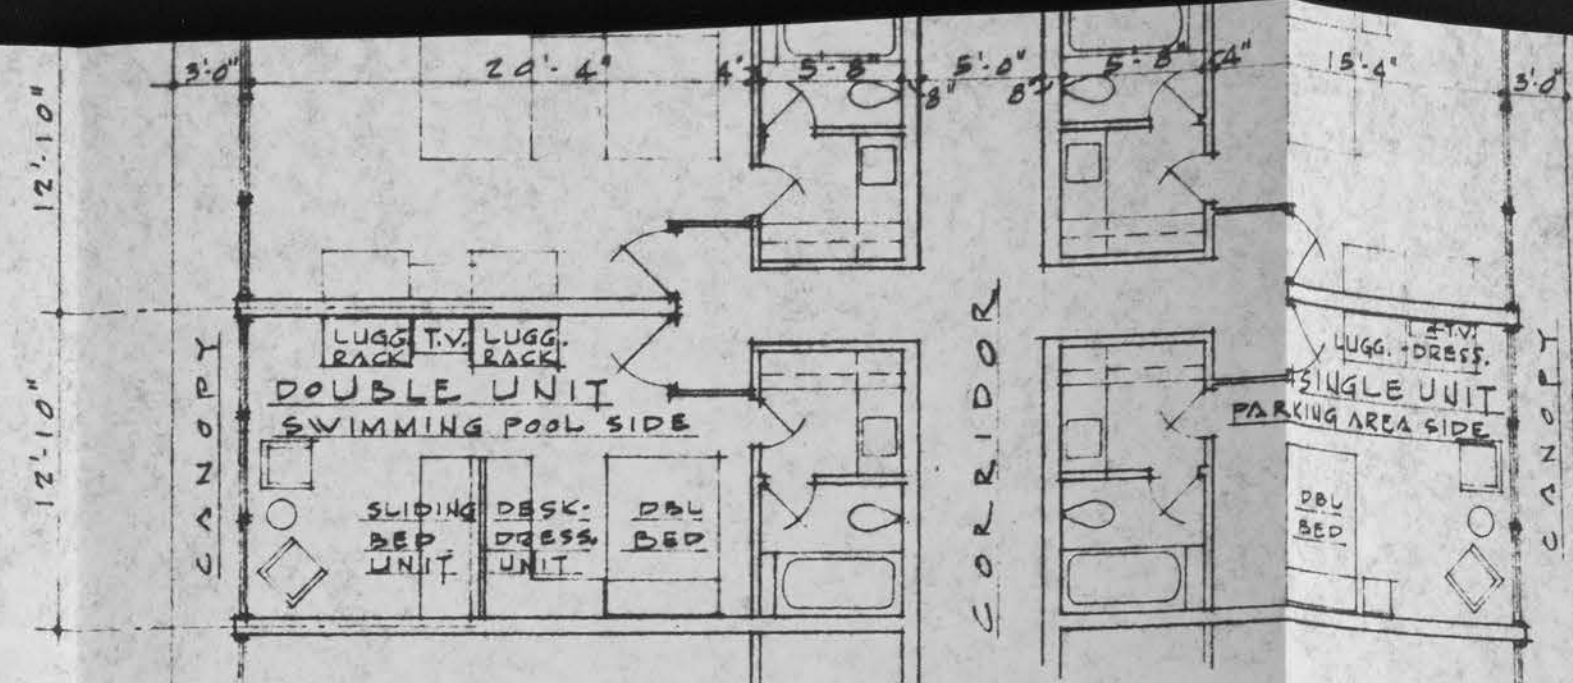 3'-0" 20'-4" 4" 5'-8" 5'-0" 5'-8" 4" 15'-4" 3'-0"
8" 8"
12'-10"
LUGG. T.V. LUGG.
RACK RACK
DOUBLE UNIT
SWIMMING POOL SIDE
CANOPY
12'-10"
SLIDING DESK- DBL
BED DRESS. BED
UNIT UNIT
CORRIDOR
T.V.
LUGG. - DRESS.
SINGLE UNIT
PARKING AREA SIDE
DBL
BED
CANOPY